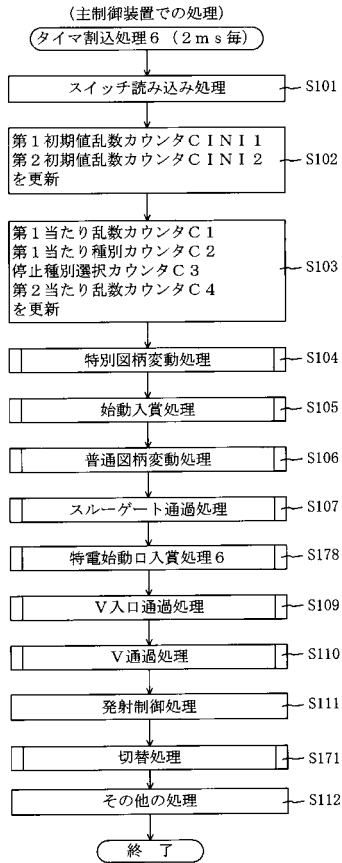 (主制御装置での処理)
タイマ割込処理6(2ms毎)
スイッチ読み込み処理
S101
第1初期値乱数カウンタCINI1
第2初期値乱数カウンタCINI2
を更新
S102
第1当たり乱数カウンタC1
第1当たり種別カウンタC2
停止種別選択カウンタC3
第2当たり乱数カウンタC4
を更新
S103
特別図柄変動処理
S104
始動入賞処理
S105
普通図柄変動処理
S106
スルーゲート通過処理
S107
特電始動口入賞処理6
S178
V入口通過処理
S109
V通過処理
S110
発射制御処理
S111
切替処理
S171
その他の処理
S112
終 了